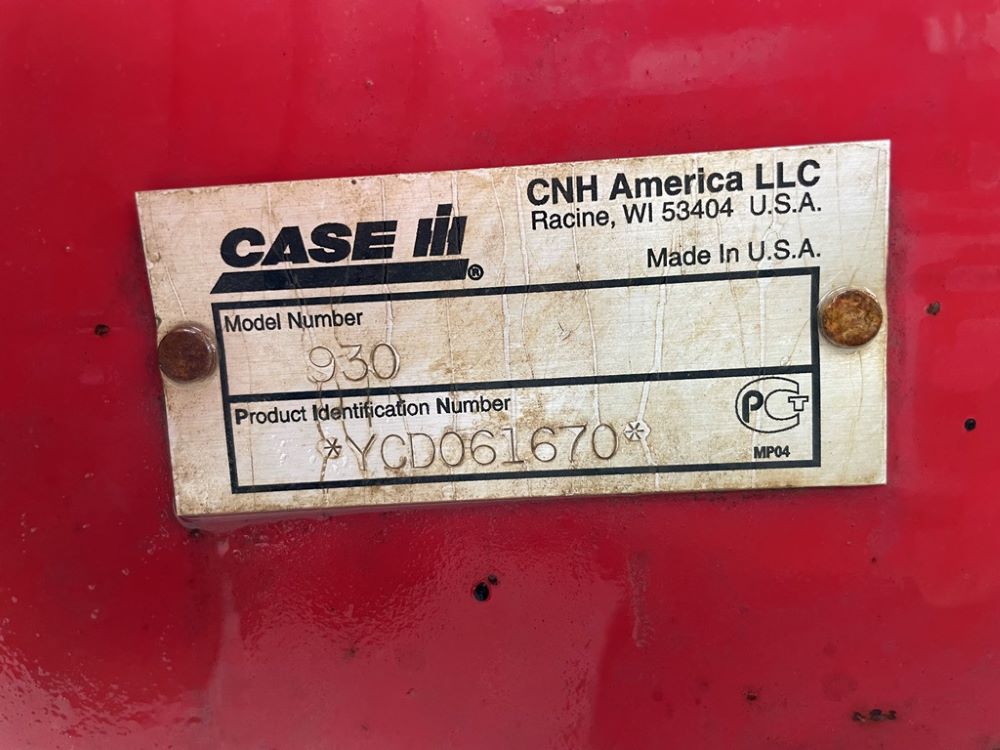 CASE IH®
CNH America LLC
Racine, WI 53404 U.S.A.
Made In U.S.A.
Model Number
930
Product Identification Number
*YCD061670*
PCT
MP04